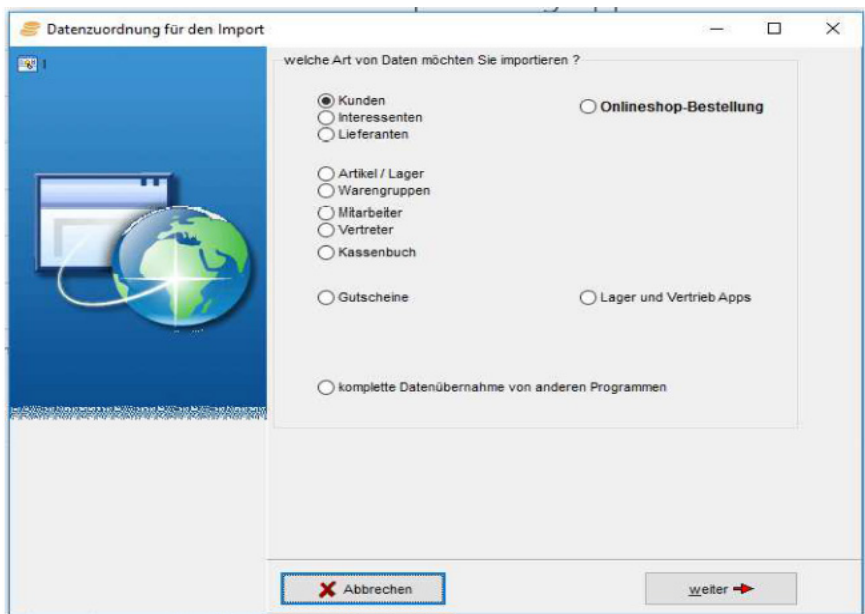 Datenzuordnung für den Import
welche Art von Daten möchten Sie importieren ?
Kunden
Interessenten
Lieferanten
Onlineshop-Bestellung
Artikel / Lager
Warengruppen
Mitarbeiter
Vertreter
Kassenbuch
Gutscheine
Lager und Vertrieb Apps
komplette Datenübernahme von anderen Programmen
Abbrechen
weiter